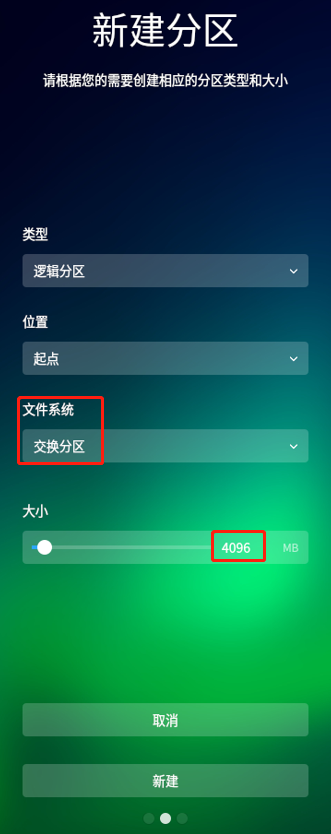 新建分区
请根据您的需要创建相应的分区类型和大小
类型
逻辑分区
位置
起点
文件系统
交换分区
大小
4096 MB
取消
新建